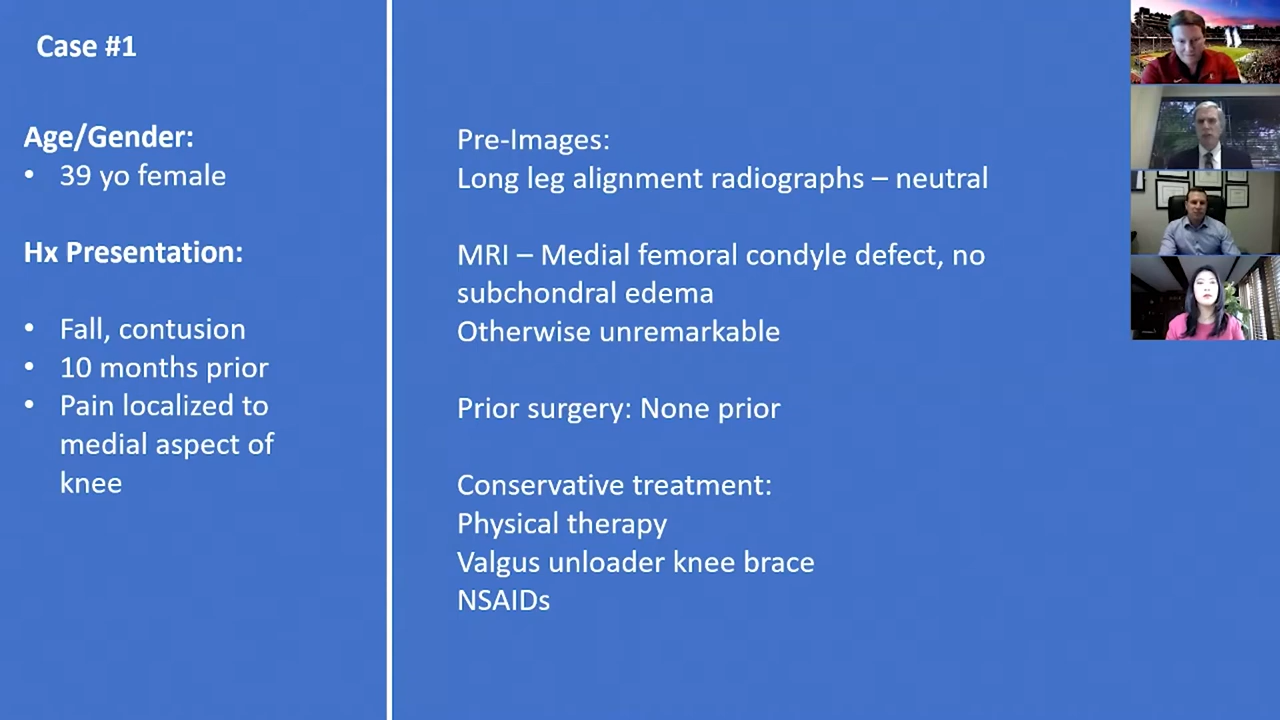 Case #1
Age/Gender:
• 39 yo female
Hx Presentation:
• Fall, contusion
• 10 months prior
• Pain localized to
medial aspect of
knee
Pre-Images:
Long leg alignment radiographs – neutral
MRI – Medial femoral condyle defect, no
subchondral edema
Otherwise unremarkable
Prior surgery: None prior
Conservative treatment:
Physical therapy
Valgus unloader knee brace
NSAIDs